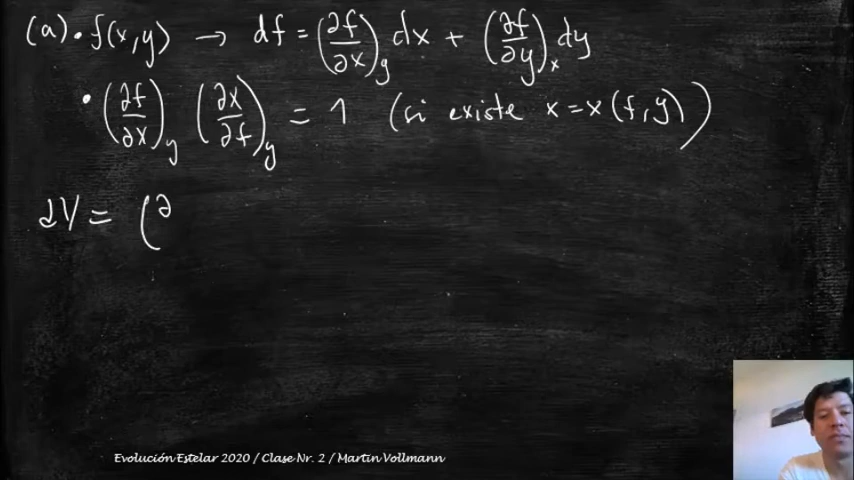 (a) • f(x,y) → df = (∂f/∂x)_y dx + (∂f/∂y)_x dy
• (∂f/∂x)_y (∂x/∂f)_y = 1 (si existe x = x(f,y))
dV = (∂
Evolución Estelar 2020 / Clase Nr. 2 / Martin Vollmann